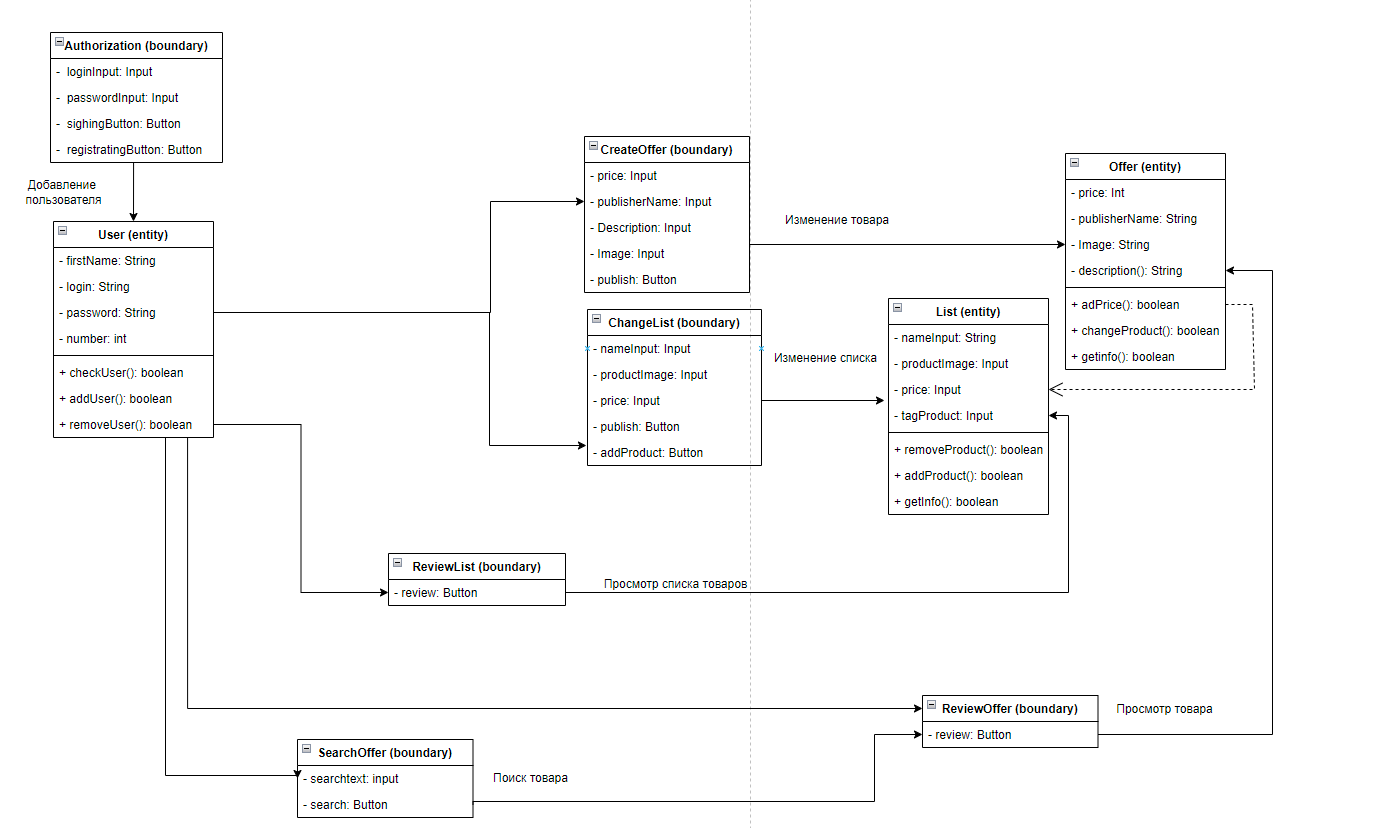 Authorization (boundary)
- loginInput: Input
- passwordInput: Input
- sighingButton: Button
- registratingButton: Button
Добавление
пользователя
User (entity)
- firstName: String
- login: String
- password: String
- number: int
+ checkUser(): boolean
+ addUser(): boolean
+ removeUser(): boolean
CreateOffer (boundary)
- price: Input
- publisherName: Input
- Description: Input
- Image: Input
- publish: Button
Изменение товара
Offer (entity)
- price: Int
- publisherName: String
- Image: String
- description(): String
+ adPrice(): boolean
+ changeProduct(): boolean
+ getinfo(): boolean
ChangeList (boundary)
- nameInput: Input
- productImage: Input
- price: Input
- publish: Button
- addProduct: Button
Изменение списка
List (entity)
- nameInput: String
- productImage: Input
- price: Input
- tagProduct: Input
+ removeProduct(): boolean
+ addProduct(): boolean
+ getInfo(): boolean
ReviewList (boundary)
- review: Button
Просмотр списка товаров
ReviewOffer (boundary)
- review: Button
Просмотр товара
SearchOffer (boundary)
- searchtext: input
- search: Button
Поиск товара